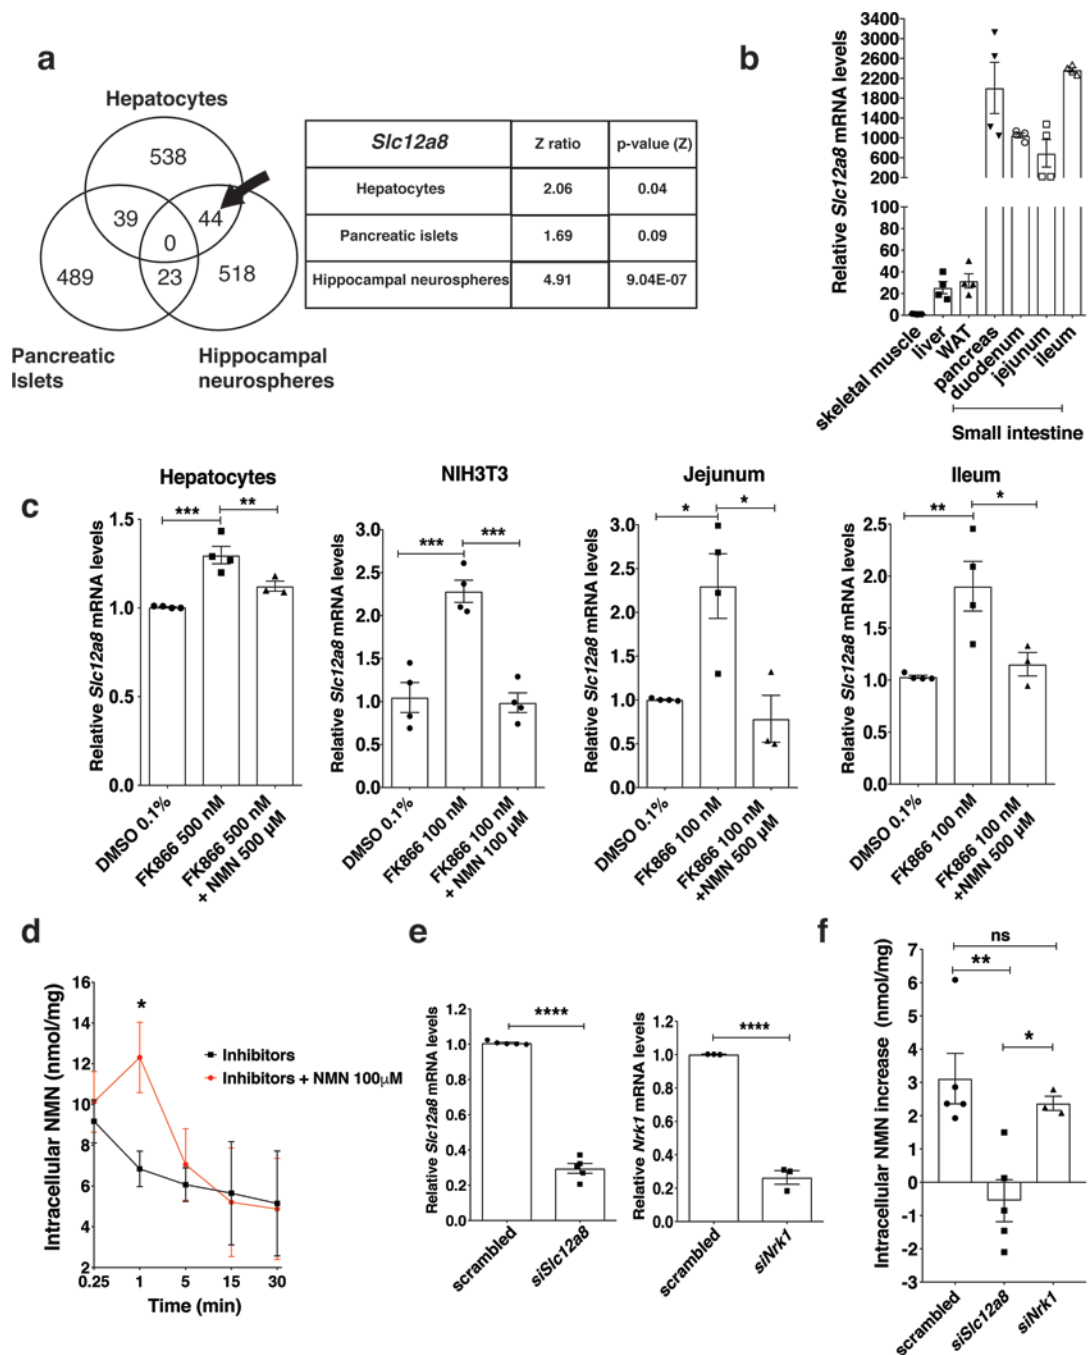 a
Hepatocytes
538
39
44
0
489
23
518
Pancreatic
Islets
Hippocampal
neurospheres
Slc12a8 Z ratio p-value (Z)
Hepatocytes 2.06 0.04
Pancreatic islets 1.69 0.09
Hippocampal neurospheres 4.91 9.04E-07
b
Relative Slc12a8 mRNA levels
3400
3000
2600
2200
1800
1400
1000
600
200
100
80
60
40
20
0
skeletal muscle
liver
WAT
pancreas
duodenum
jejunum
ileum
Small intestine
c
Hepatocytes
Relative Slc12a8 mRNA levels
1.5
1.0
0.5
0.0
***
**
DMSO 0.1%
FK866 500 nM
FK866 500 nM
+ NMN 500 µM
NIH3T3
Relative Slc12a8 mRNA levels
3.0
2.5
2.0
1.5
1.0
0.5
0.0
***
***
DMSO 0.1%
FK866 100 nM
FK866 100 nM
+ NMN 100 µM
Jejunum
Relative Slc12a8 mRNA levels
3.0
2.5
2.0
1.5
1.0
0.5
0.0
*
*
DMSO 0.1%
FK866 100 nM
FK866 100 nM
+NMN 500 µM
Ileum
Relative Slc12a8 mRNA levels
2.5
2.0
1.5
1.0
0.5
0.0
**
*
DMSO 0.1%
FK866 100 nM
FK866 100 nM
+NMN 500 µM
d
Intracellular NMN (nmol/mg)
16
14
12
10
8
6
4
2
*
Inhibitors
Inhibitors + NMN 100µM
0.25 1 5 15 30
Time (min)
e
Relative Slc12a8 mRNA levels
1.2
1.0
0.8
0.6
0.4
0.2
0.0
****
scrambled
siSlc12a8
Relative Nrk1 mRNA levels
1.2
1.0
0.8
0.6
0.4
0.2
0.0
****
scrambled
siNrk1
f
Intracellular NMN increase (nmol/mg)
7
6
5
4
3
2
1
0
-1
-2
-3
ns
**
*
scrambled
siSlc12a8
siNrk1